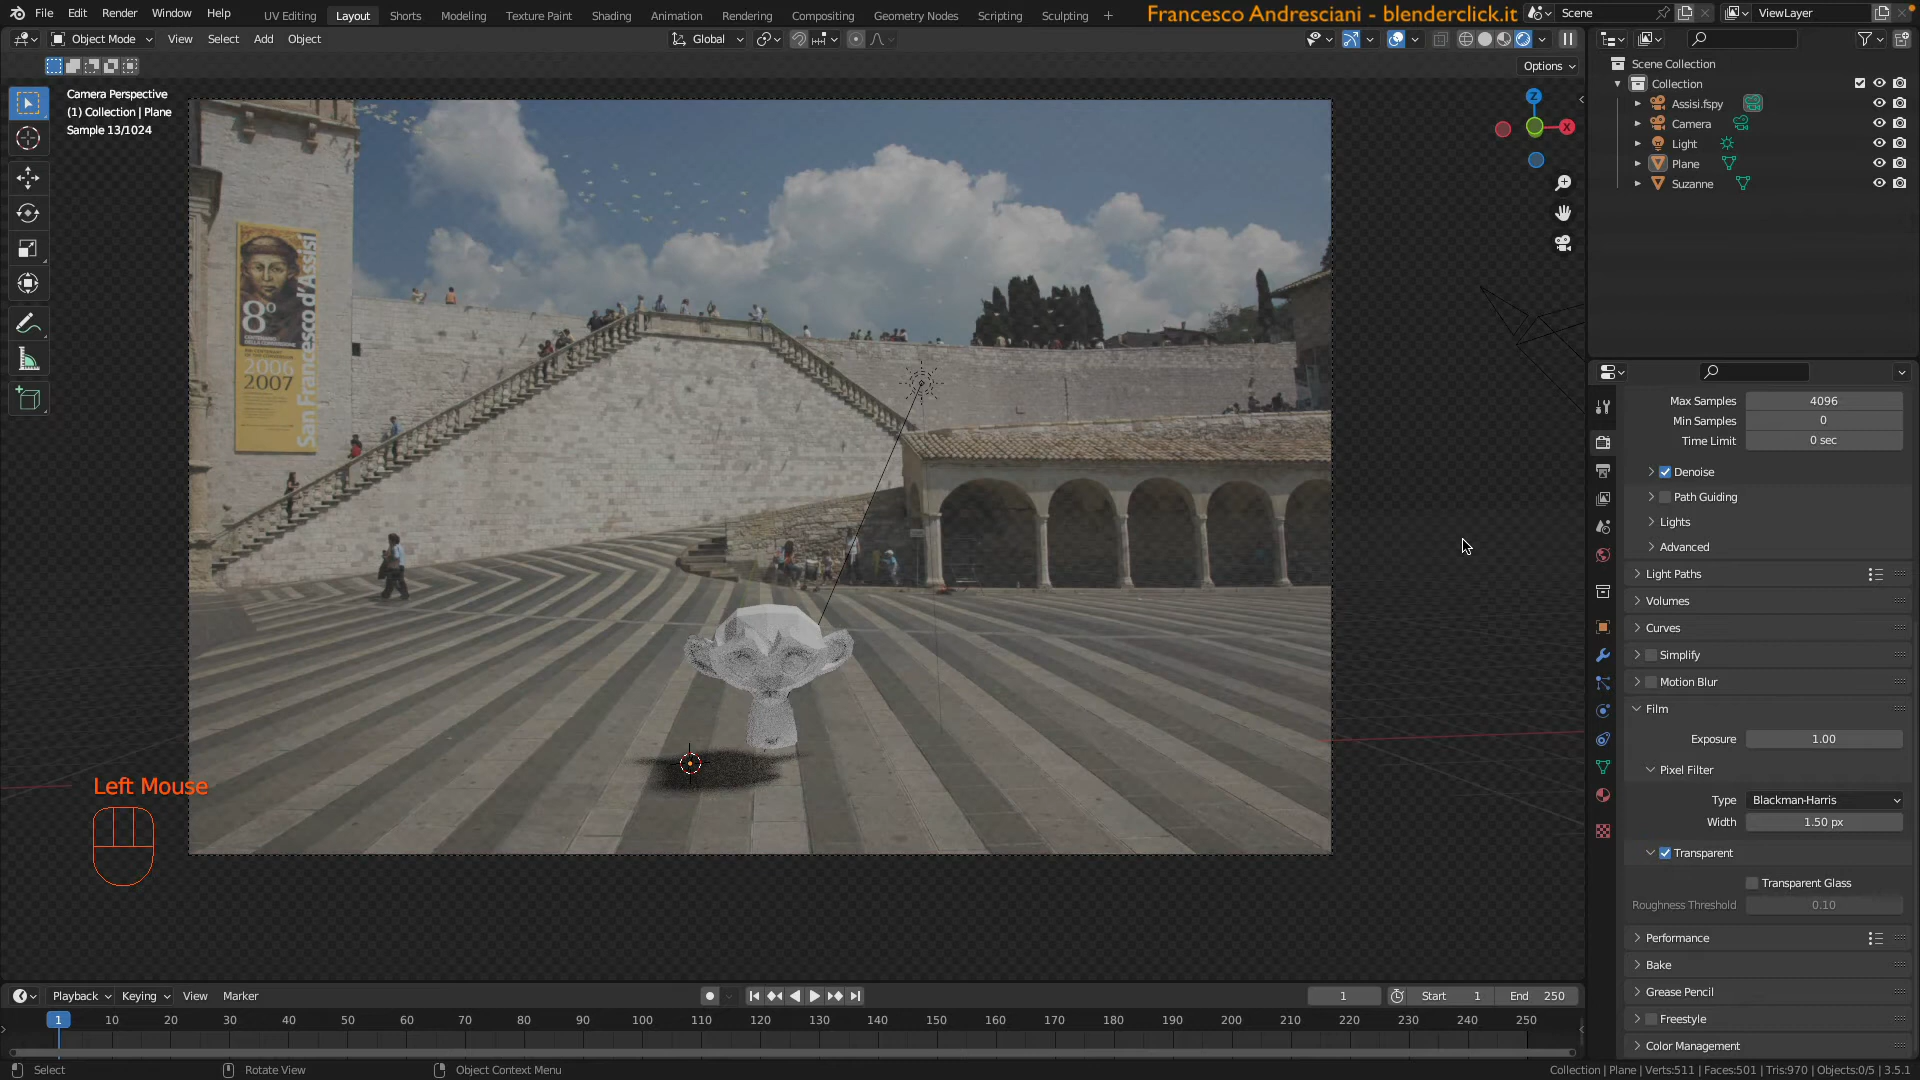 File Edit Render Window Help
UV Editing Layout Shorts Modeling Texture Paint Shading Animation Rendering Compositing Geometry Nodes Scripting Sculpting +
Francesco Andresciani - blenderclick.it
Scene
ViewLayer
Object Mode View Select Add Object
Global
Options
Camera Perspective
(1) Collection | Plane
Sample 13/1024
Z
X
Scene Collection
Collection
Assisi.fspy
Camera
Light
Plane
Suzanne
8°
2006
2007
San Francesco d'Assisi
Max Samples 4096
Min Samples 0
Time Limit 0 sec
Denoise
Path Guiding
Lights
Advanced
Light Paths
Volumes
Curves
Simplify
Motion Blur
Film
Exposure 1.00
Pixel Filter
Type Blackman-Harris
Width 1.50 px
Transparent
Transparent Glass
Roughness Threshold 0.10
Performance
Bake
Grease Pencil
Freestyle
Color Management
Left Mouse
Playback Keying View Marker
1 Start 1 End 250
1 10 20 30 40 50 60 70 80 90 100 110 120 130 140 150 160 170 180 190 200 210 220 230 240 250
Select Rotate View Object Context Menu
Collection | Plane | Verts:511 | Faces:501 | Tris:970 | Objects:0/5 | 3.5.1